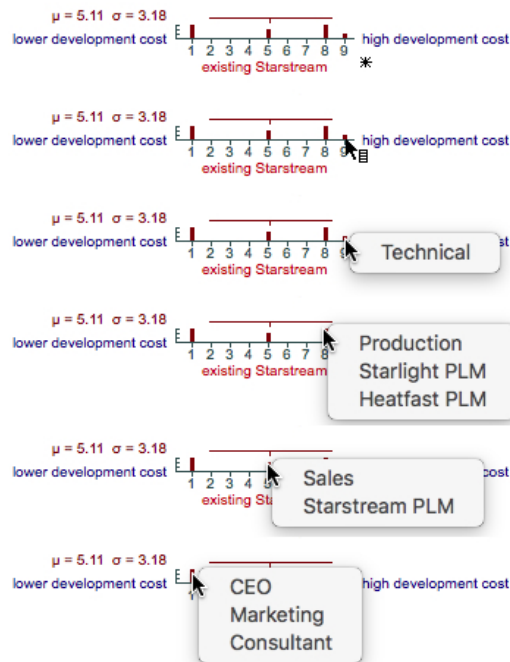 μ = 5.11 σ = 3.18
lower development cost high development cost
1 2 3 4 5 6 7 8 9
existing Starstream
μ = 5.11 σ = 3.18
lower development cost high development cost
1 2 3 4 5 6 7 8 9
existing Starstream
μ = 5.11 σ = 3.18
lower development cost
1 2 3 4 5 6 7 8 9
existing Starstream
Technical
μ = 5.11 σ = 3.18
lower development cost
1 2 3 4 5 6 7 8
existing Starstream
Production
Starlight PLM
Heatfast PLM
μ = 5.11 σ = 3.18
lower development cost cost
1 2 3 4 5
existing
Sales
Starstream PLM
μ = 5.11 σ = 3.18
lower development cost high development cost
CEO
Marketing
Consultant